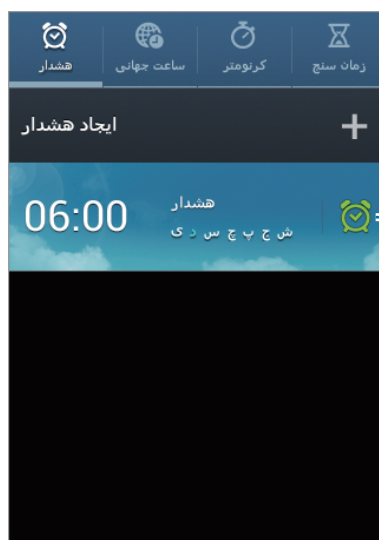 هشدار
ساعت جهانی
کرنومتر
زمان سنج
ایجاد هشدار
06:00
هشدار
ش ج پ چ س د ی